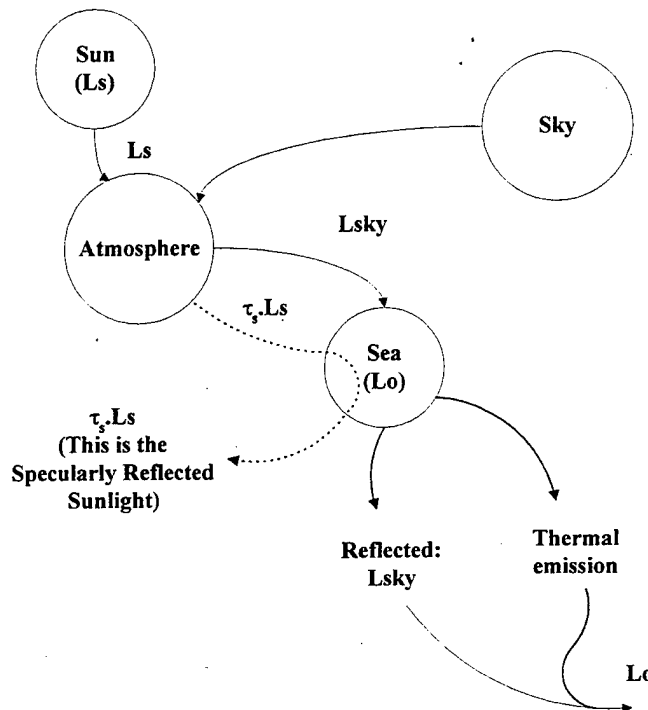 Sun
(Ls)
Sky
Ls
Atmosphere
Lsky
τs.Ls
Sea
(Lo)
τs.Ls
(This is the
Specularly Reflected
Sunlight)
Reflected:
Lsky
Thermal
emission
Lo